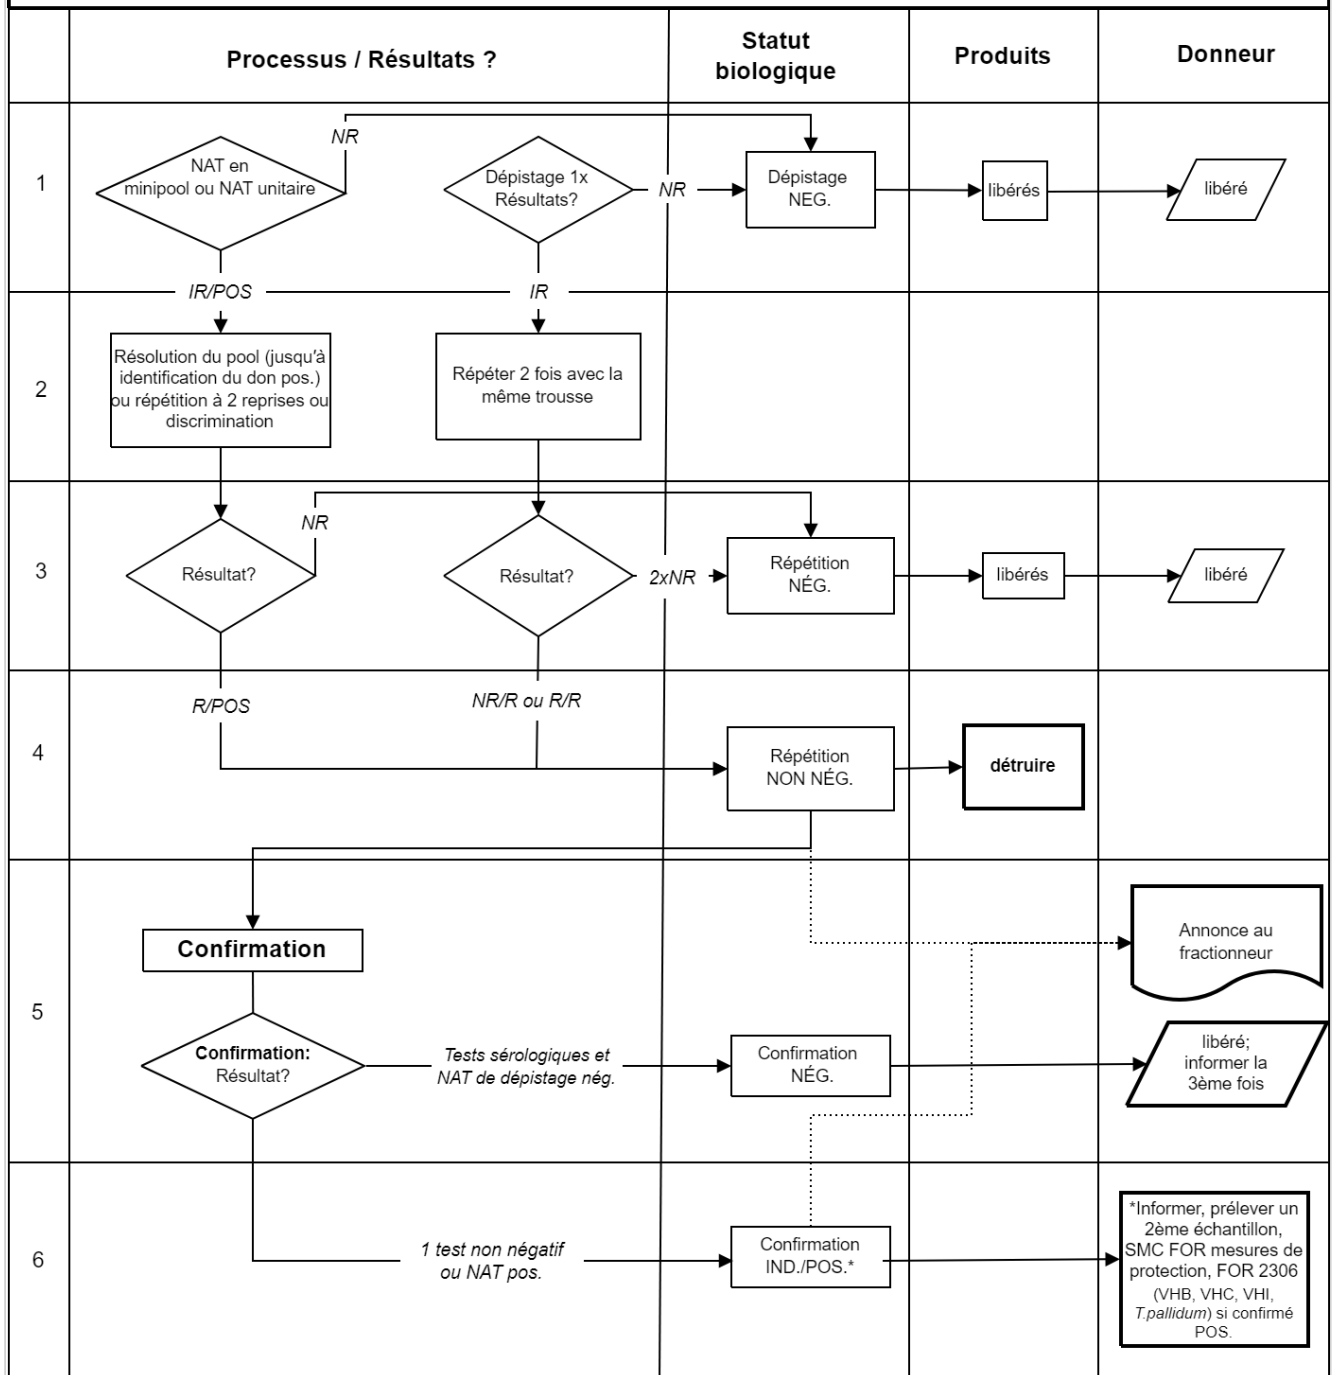 Processus / Résultats ?
Statut
biologique
Produits
Donneur
1
NAT en
minipool ou NAT unitaire
NR
Dépistage 1x
Résultats?
NR
Dépistage
NEG.
libérés
libéré
IR/POS
IR
2
Résolution du pool (jusqu'à
identification du don pos.)
ou répétition à 2 reprises ou
discrimination
Répéter 2 fois avec la
même trousse
3
Résultat?
NR
Résultat?
2xNR
Répétition
NÉG.
libérés
libéré
R/POS
NR/R ou R/R
4
Répétition
NON NÉG.
détruire
5
Confirmation
Annonce au
fractionneur
Confirmation:
Résultat?
Tests sérologiques et
NAT de dépistage nég.
Confirmation
NÉG.
libéré;
informer la
3ème fois
6
1 test non négatif
ou NAT pos.
Confirmation
IND./POS.*
*Informer, prélever un
2ème échantillon,
SMC FOR mesures de
protection, FOR 2306
(VHB, VHC, VHI,
T.pallidum) si confirmé
POS.